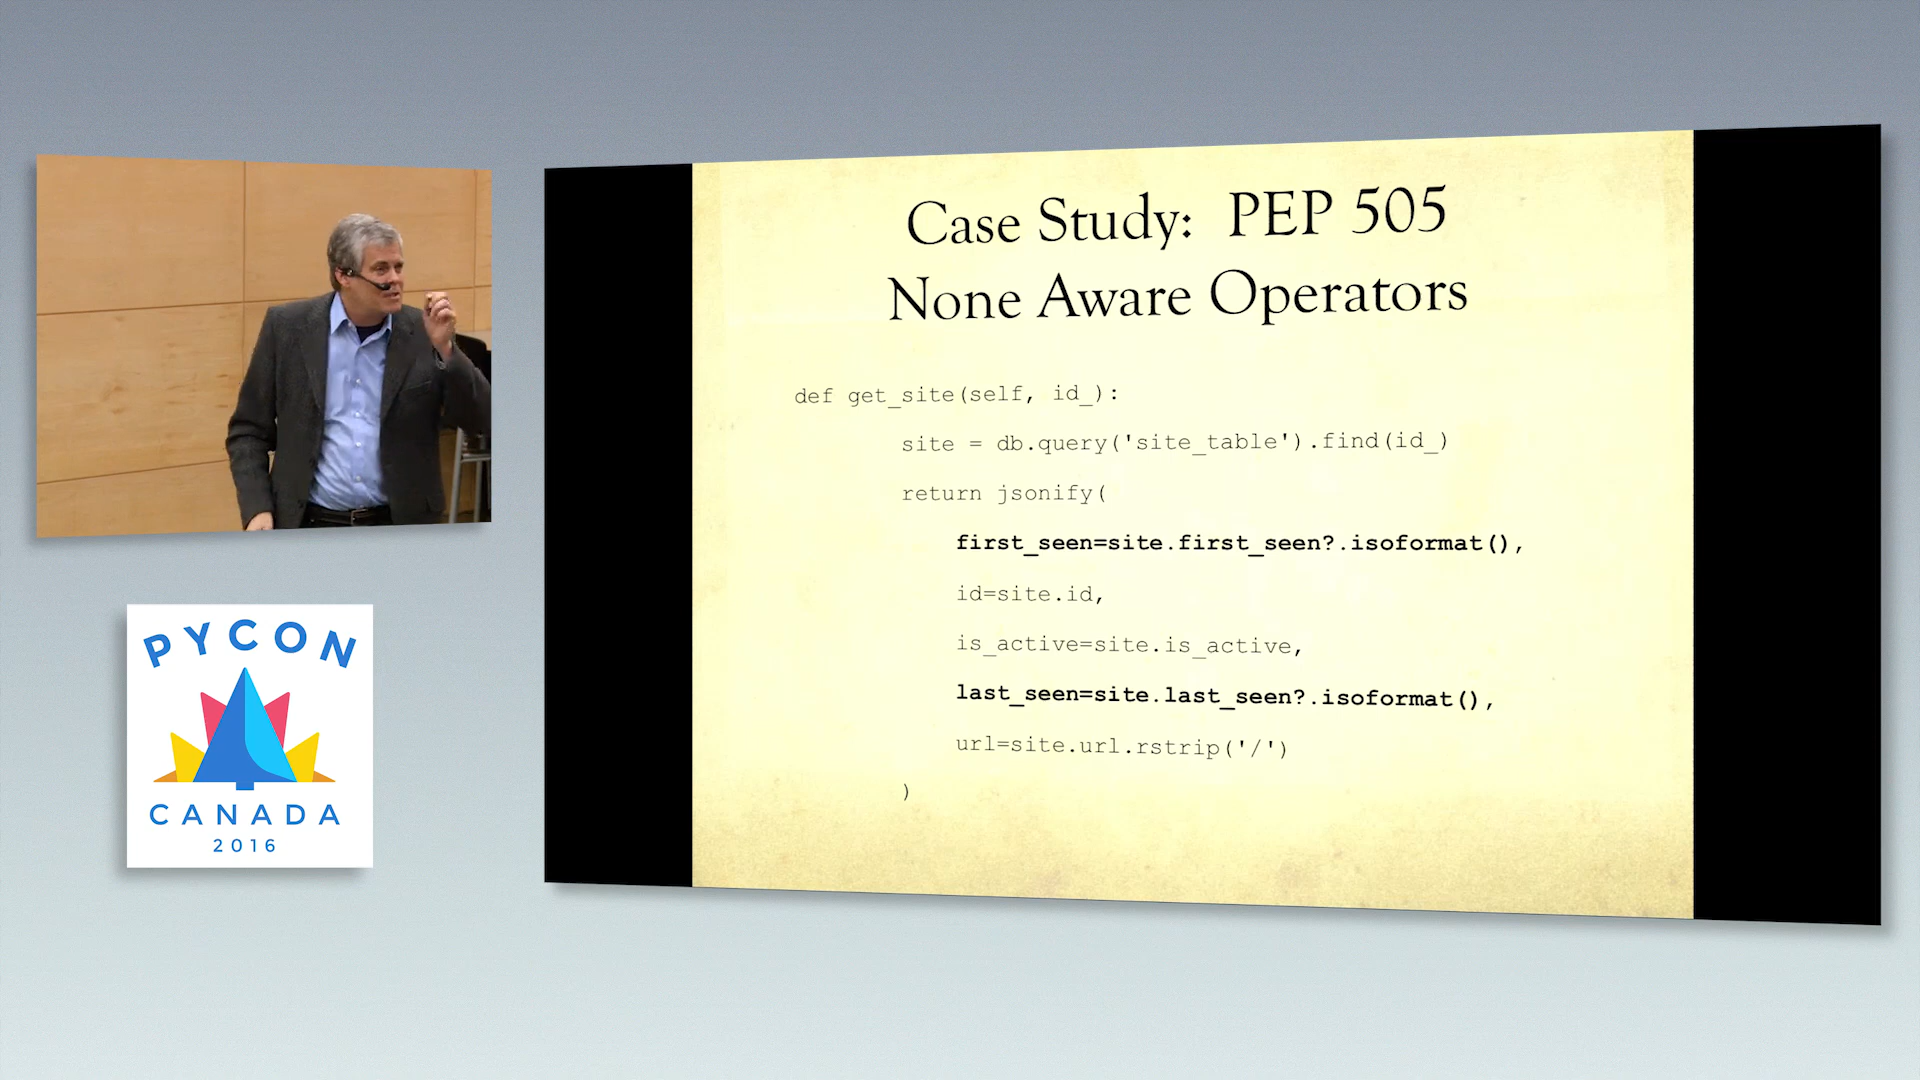 Case Study: PEP 505
None Aware Operators
def get_site(self, id_):
site = db.query('site_table').find(id_)
return jsonify(
first_seen=site.first_seen?.isoformat(),
id=site.id,
is_active=site.is_active,
last_seen=site.last_seen?.isoformat(),
url=site.url.rstrip('/')
)
PYCON
CANADA
2016